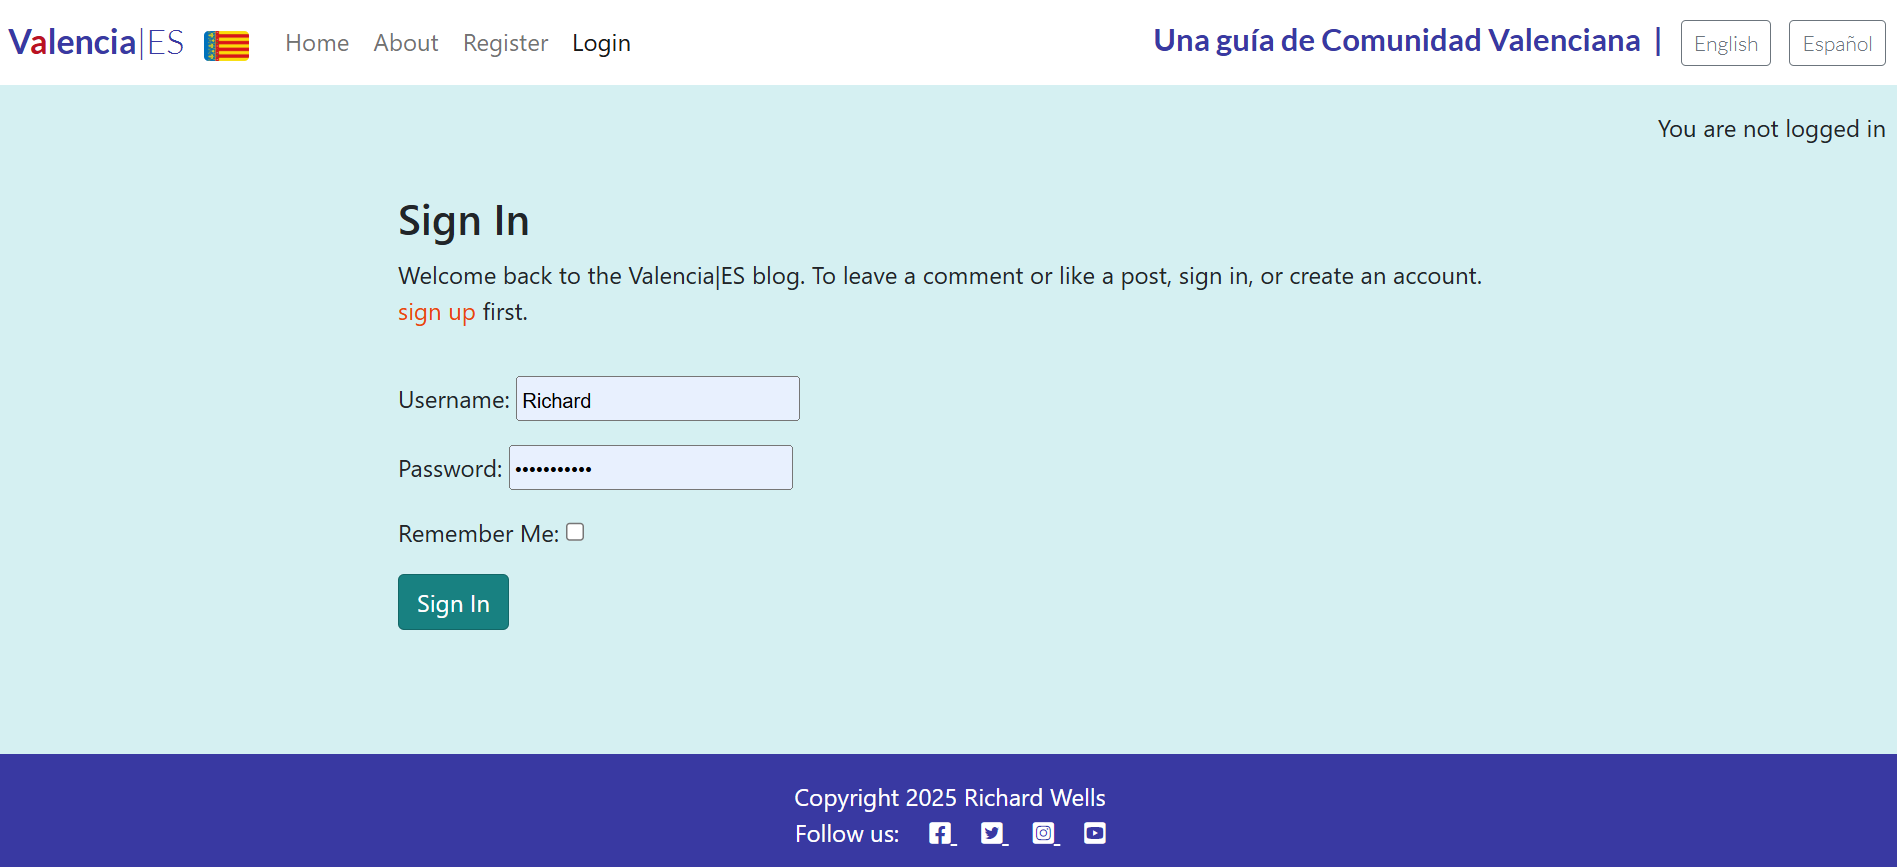 Valencia|ES Home About Register Login Una guía de Comunidad Valenciana | English Español
You are not logged in
Sign In
Welcome back to the Valencia|ES blog. To leave a comment or like a post, sign in, or create an account.
sign up first.
Username: Richard
Password: •••••••••••
Remember Me:
Sign In
Copyright 2025 Richard Wells
Follow us: